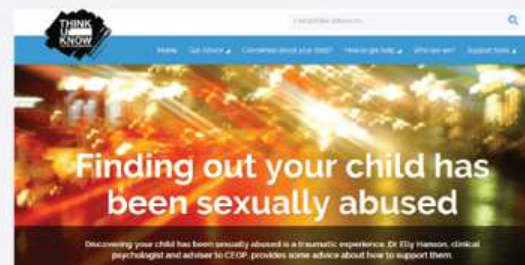 THINK
U
KNOW
Home Get Advice Concerned about your child? How to get help Who are we? Support tools
Finding out your child has
been sexually abused
Discovering your child has been sexually abused is a traumatic experience. Dr Elly Hanson, clinical
psychologist and adviser to CEOP, provides some advice about how to support them.